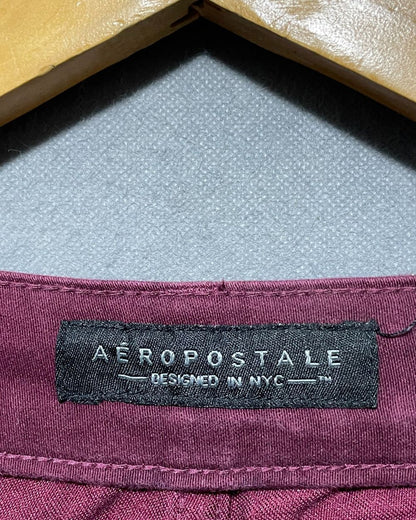 AÉROPOSTALE
— DESIGNED IN NYC — ™